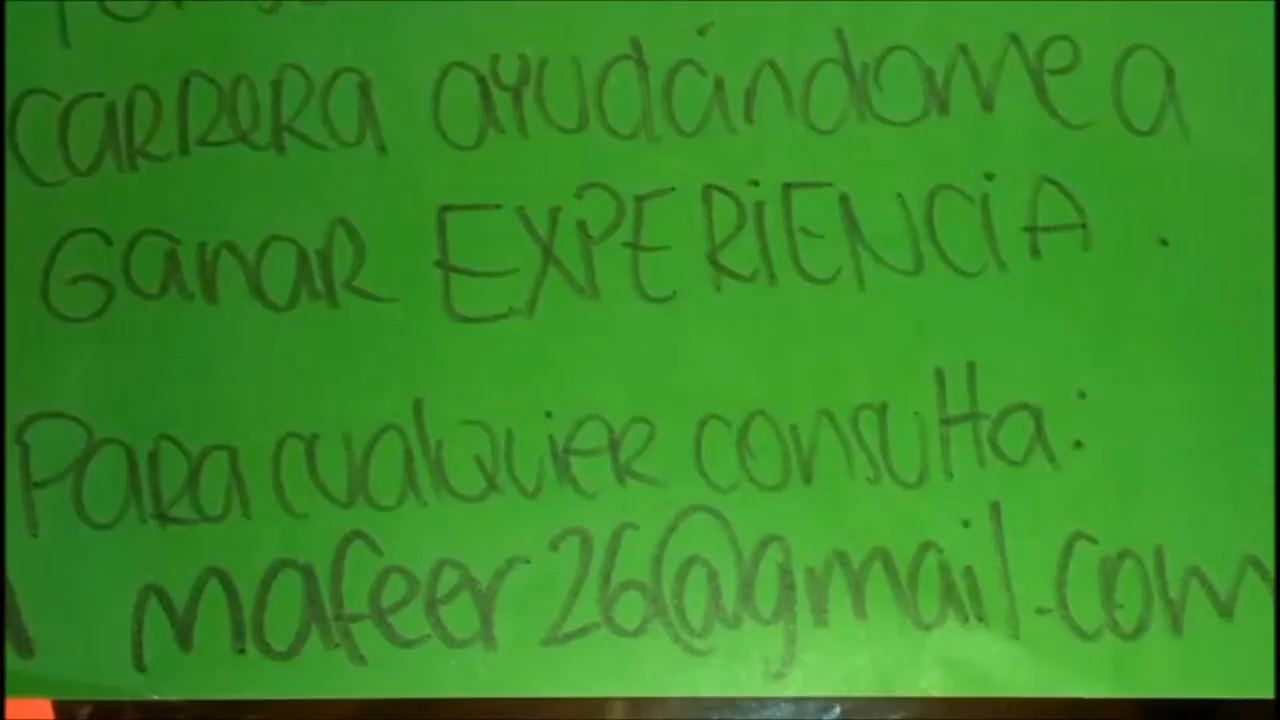 CARRERA ayudándome a
Ganar EXPERiENCiA .
Para cualquier consulta:
mafeer26@gmail.com